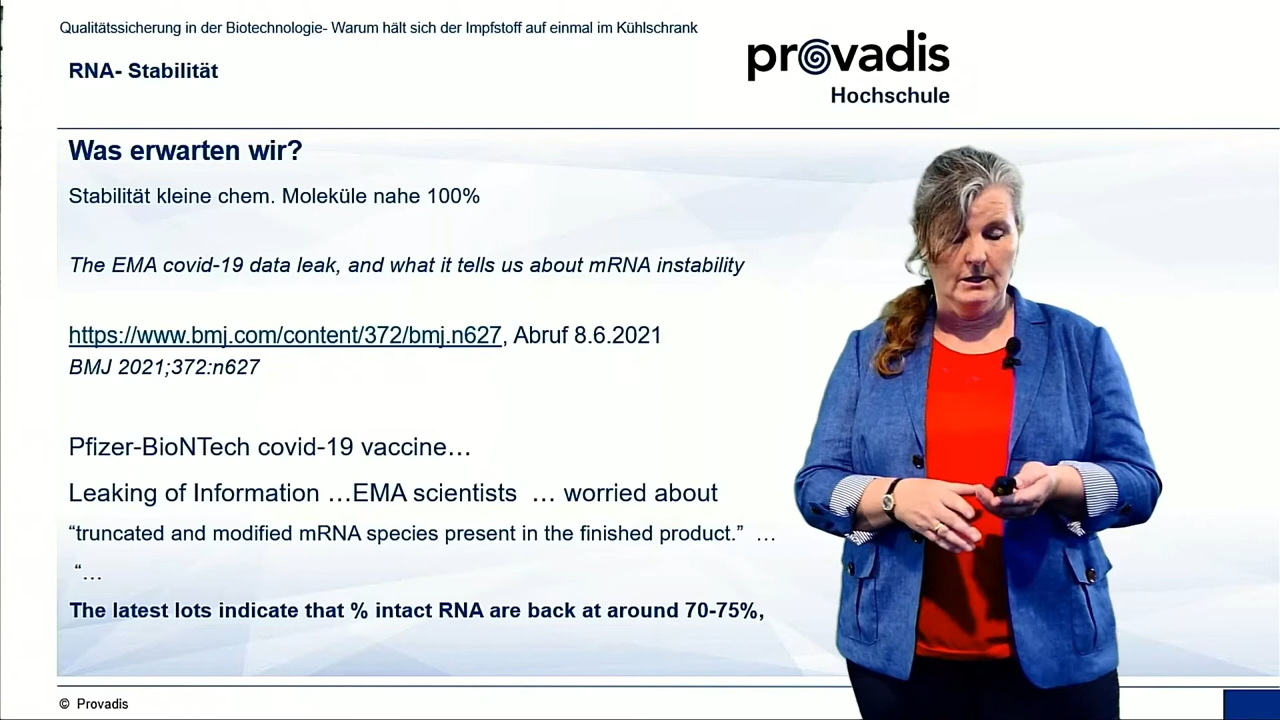 Qualitätssicherung in der Biotechnologie- Warum hält sich der Impfstoff auf einmal im Kühlschrank
RNA- Stabilität
provadis
Hochschule
Was erwarten wir?
Stabilität kleine chem. Moleküle nahe 100%
The EMA covid-19 data leak, and what it tells us about mRNA instability
https://www.bmj.com/content/372/bmj.n627, Abruf 8.6.2021
BMJ 2021;372:n627
Pfizer-BioNTech covid-19 vaccine…
Leaking of Information …EMA scientists … worried about
“truncated and modified mRNA species present in the finished product.” …
“…
The latest lots indicate that % intact RNA are back at around 70-75%,
© Provadis